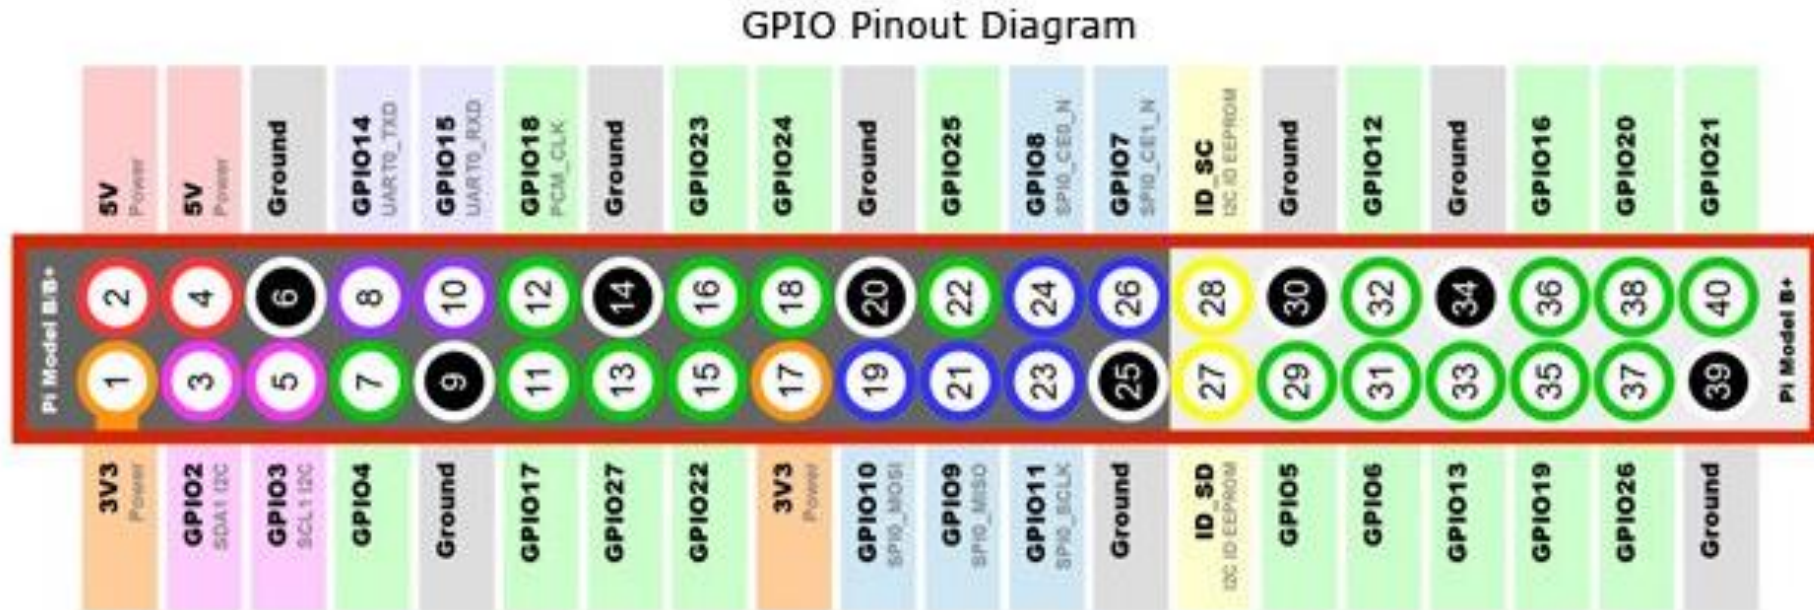 GPIO Pinout Diagram
5V
Power
5V
Power
Ground
GPIO14
UART0_TXD
GPIO15
UART0_RXD
GPIO18
PCM_CLK
Ground
GPIO23
GPIO24
Ground
GPIO25
GPIO8
SPI0_CE0_N
GPIO7
SPI0_CE1_N
ID_SC
I2C ID EEPROM
Ground
GPIO12
Ground
GPIO16
GPIO20
GPIO21
Pi Model B/B+
2 4 6 8 10 12 14 16 18 20 22 24 26 28 30 32 34 36 38 40
1 3 5 7 9 11 13 15 17 19 21 23 25 27 29 31 33 35 37 39
Pi Model B+
3V3
Power
GPIO2
SDA1 I2C
GPIO3
SCL1 I2C
GPIO4
Ground
GPIO17
GPIO27
GPIO22
3V3
Power
GPIO10
SPI0_MOSI
GPIO9
SPI0_MISO
GPIO11
SPI0_SCLK
Ground
ID_SD
I2C ID EEPROM
GPIO5
GPIO6
GPIO13
GPIO19
GPIO26
Ground